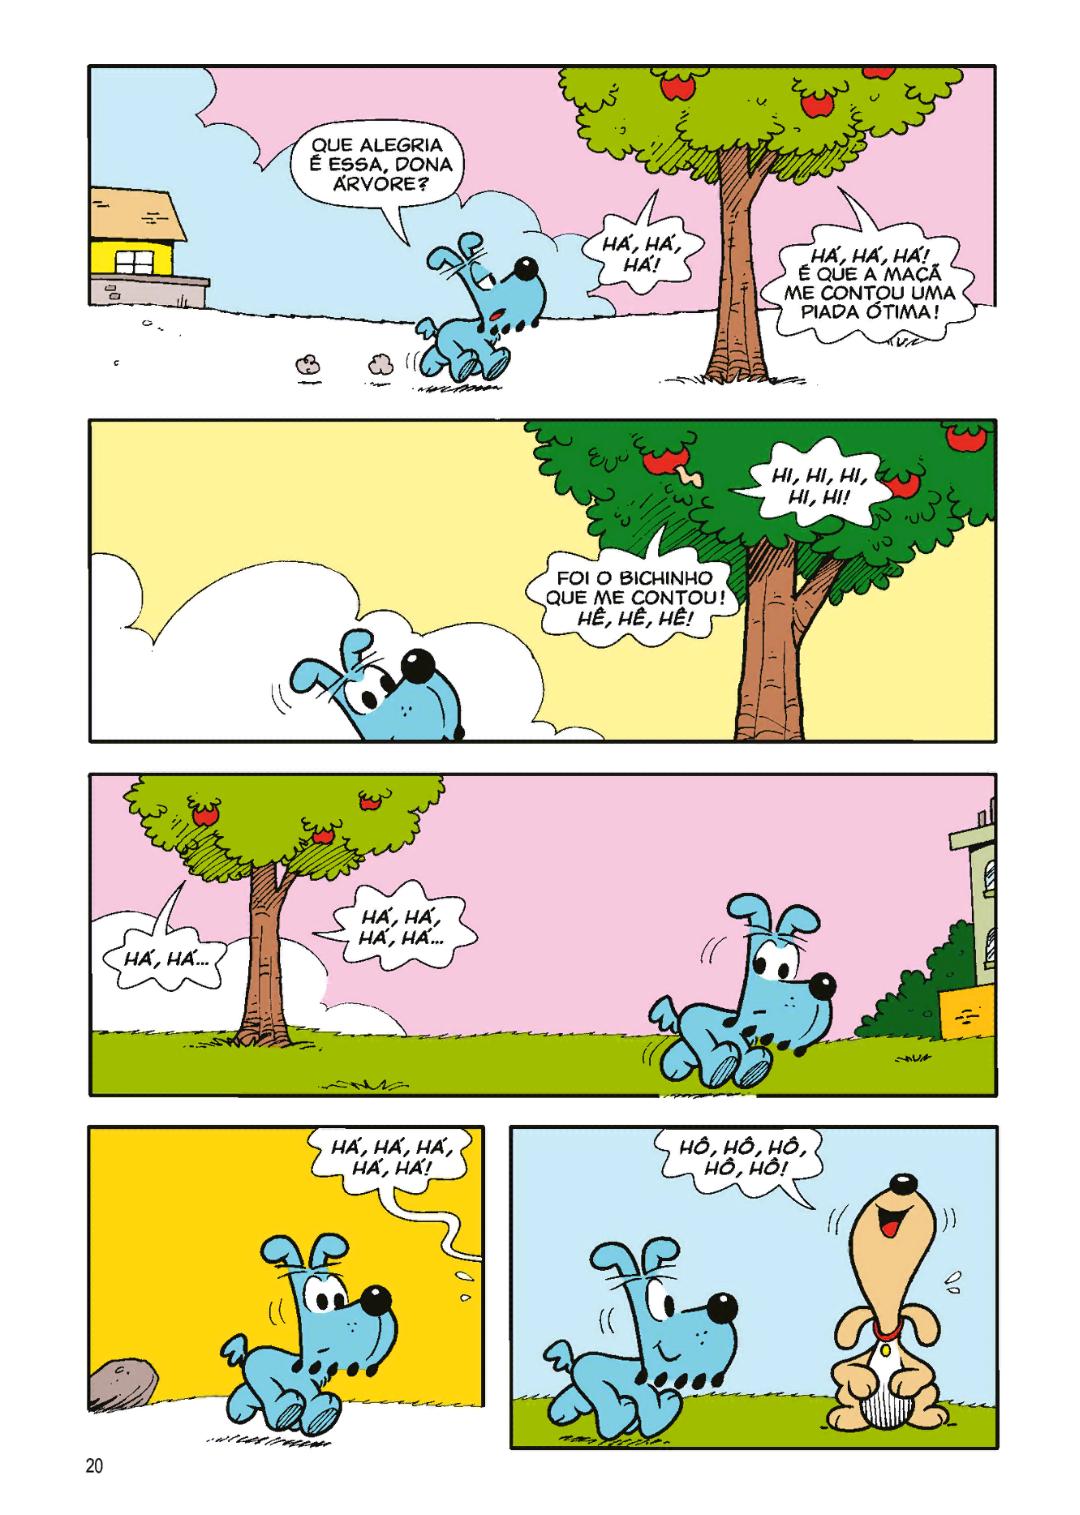 QUE ALEGRIA
É ESSA, DONA
ÁRVORE?
HÁ, HÁ,
HÁ!
HÁ, HÁ, HÁ!
É QUE A MAÇÃ
ME CONTOU UMA
PIADA ÓTIMA!
HI, HI, HI,
HI, HI!
FOI O BICHINHO
QUE ME CONTOU!
HÊ, HÊ, HÊ!
HÁ, HÁ...
HÁ, HÁ,
HÁ, HÁ...
HÁ, HÁ, HÁ,
HÁ, HÁ!
HÔ, HÔ, HÔ,
HÔ, HÔ!
20